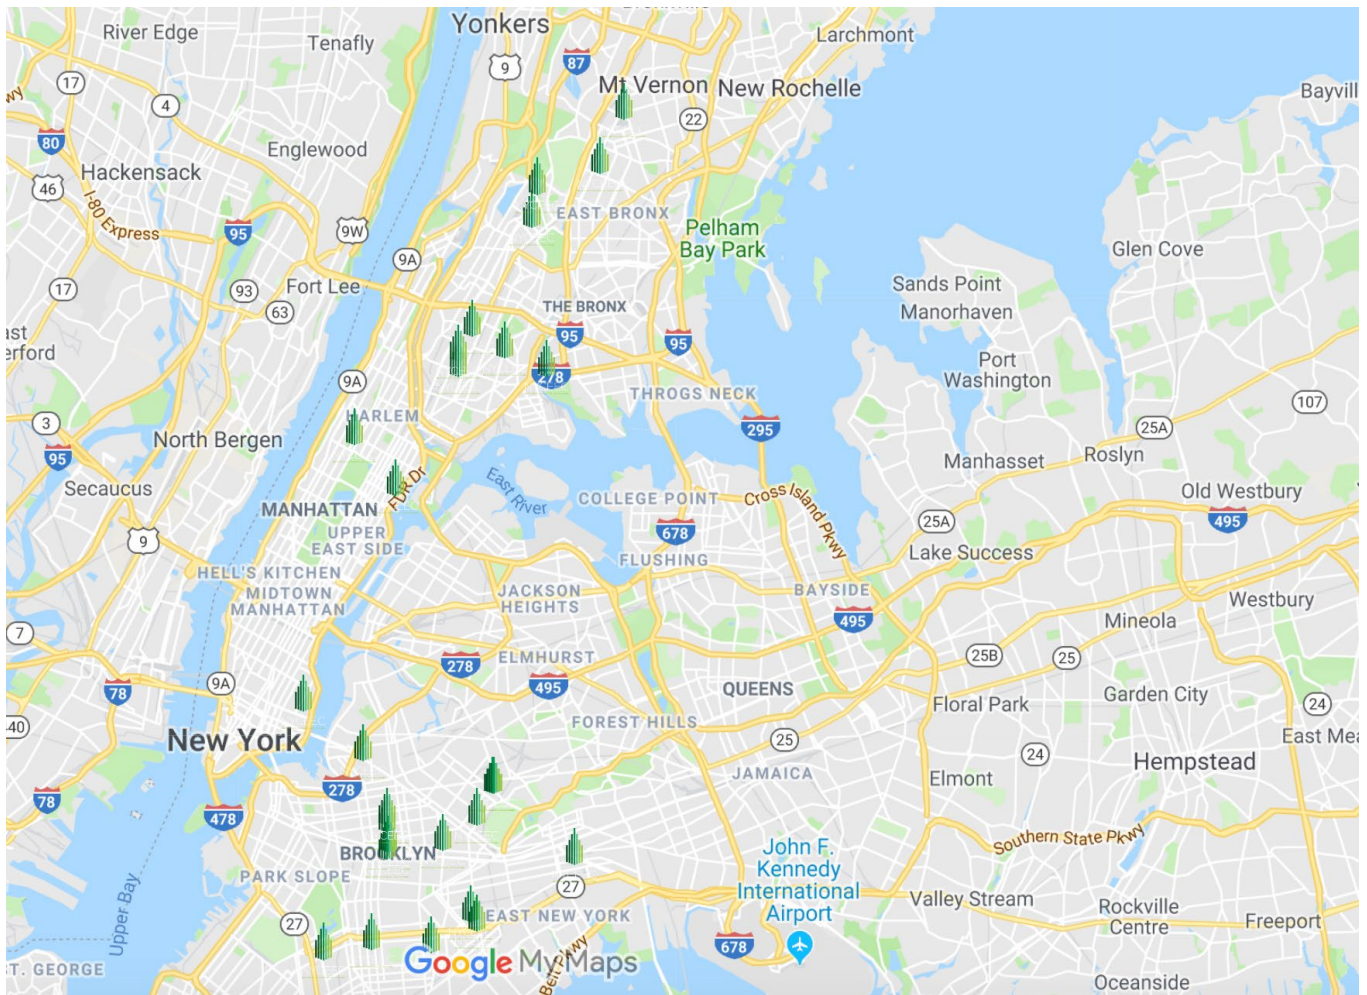 River Edge
Tenafly
Yonkers
Larchmont
9
87
Mt Vernon
New Rochelle
17
4
22
Bayvill
80
Englewood
Hackensack
46
I-80 Express
95
9W
EAST BRONX
Pelham
Bay Park
Glen Cove
9A
17
93
Fort Lee
63
THE BRONX
Sands Point
Manorhaven
95
95
ast
erford
Port
Washington
9A
278
THROGS NECK
107
3
HARLEM
295
25A
North Bergen
95
Manhasset
Roslyn
Secaucus
FDR Dr
East River
COLLEGE POINT
Cross Island Pkwy
Old Westbury
MANHATTAN
UPPER
EAST SIDE
678
25A
495
9
FLUSHING
Lake Success
HELL'S KITCHEN
MIDTOWN
MANHATTAN
JACKSON
HEIGHTS
BAYSIDE
Westbury
495
Mineola
7
278
ELMHURST
25B
25
9A
78
495
QUEENS
Floral Park
Garden City
24
40
New York
FOREST HILLS
25
24
East Mea
JAMAICA
Elmont
Hempstead
78
278
478
Southern State Pkwy
BROOKLYN
John F.
Kennedy
International
Airport
PARK SLOPE
27
Valley Stream
Rockville
Centre
Freeport
Upper Bay
27
EAST NEW YORK
678
Belt Pkwy
Google My Maps
ST. GEORGE
Oceanside